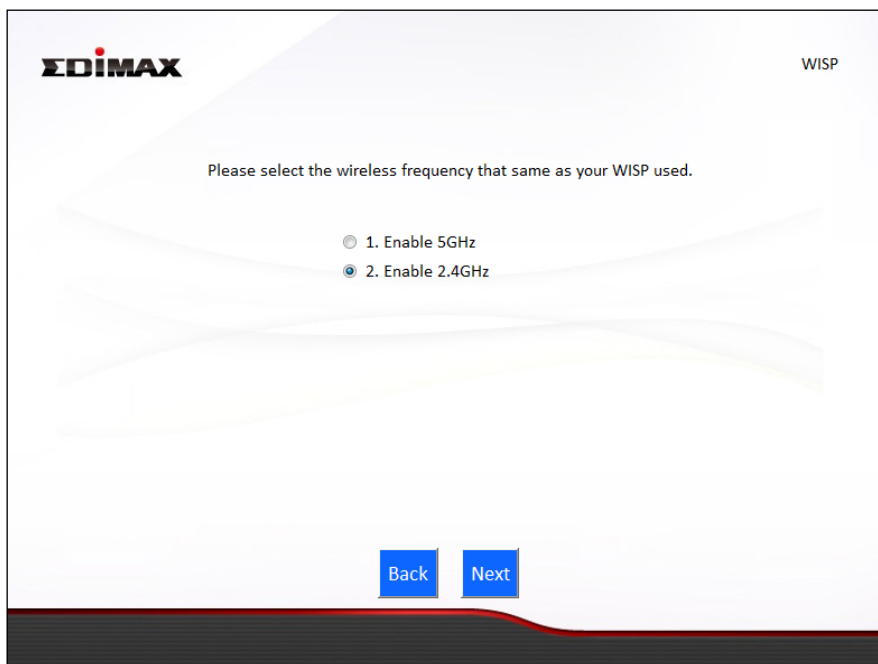 EDIMAX
WISP
Please select the wireless frequency that same as your WISP used.
1. Enable 5GHz
2. Enable 2.4GHz
Back
Next